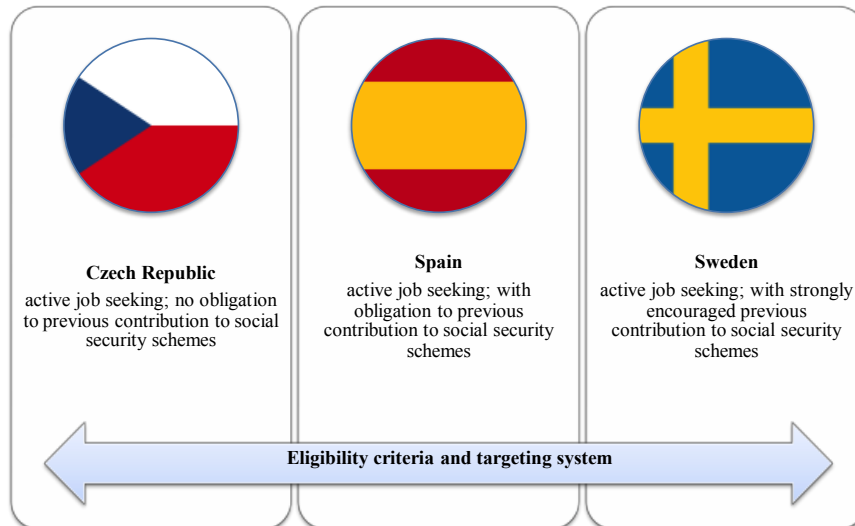 Czech Republic
active job seeking; no obligation
to previous contribution to social
security schemes
Spain
active job seeking; with
obligation to previous
contribution to social security
schemes
Sweden
active job seeking; with strongly
encouraged previous
contribution to social security
schemes
Eligibility criteria and targeting system